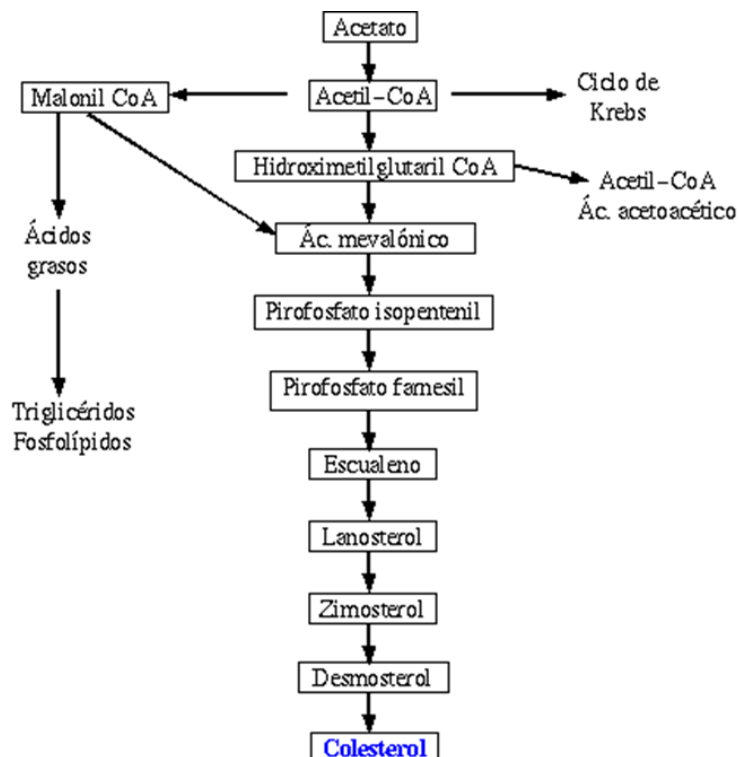 Acetato
Malonil CoA
Acetil-CoA
Ciclo de
Krebs
Hidroximetilglutaril CoA
Acetil-CoA
Ác. acetoacético
Ácidos
grasos
Ác. mevalónico
Pirofosfato isopentenil
Pirofosfato farnesil
Triglicéridos
Fosfolípidos
Escualeno
Lanosterol
Zimosterol
Desmosterol
Colesterol